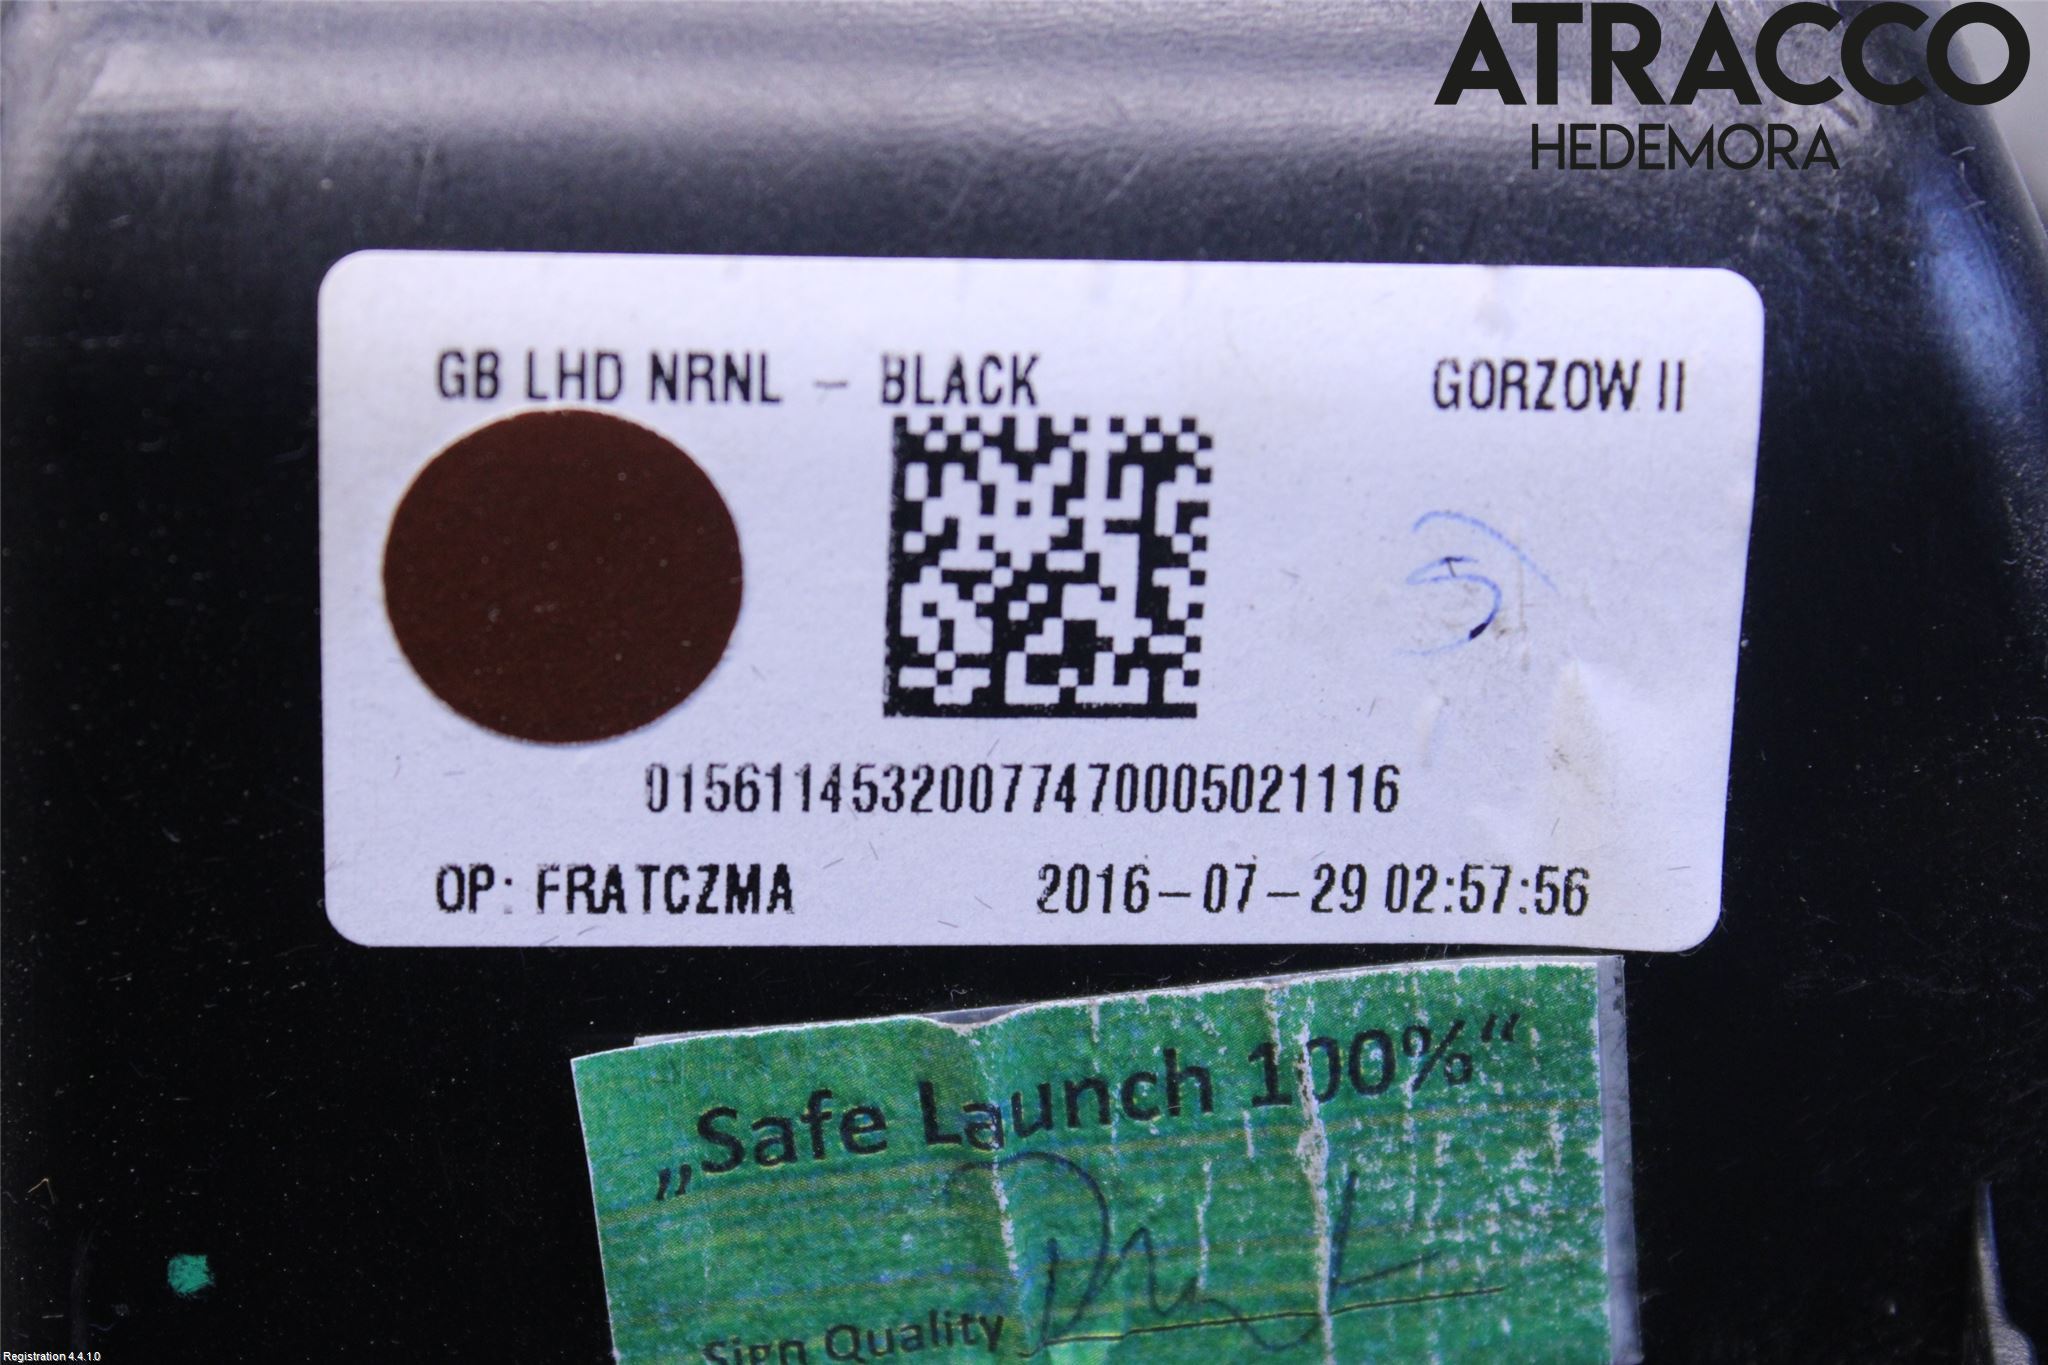 ATRACCO
HEDEMORA
GB LHD NRNL - BLACK
GORZOW II
01561145320077470005021116
OP: FRATCZMA
2016-07-29 02:57:56
„Safe Launch 100%“
Sign Quality
Registration 4.4.1.0